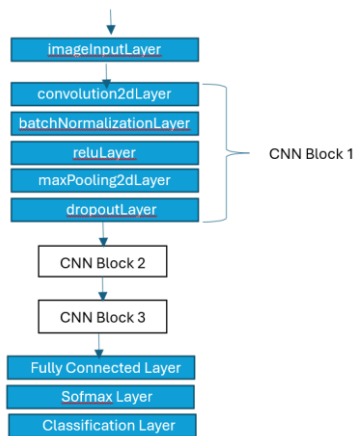 imageInputLayer
convolution2dLayer
batchNormalizationLayer
reluLayer
CNN Block 1
maxPooling2dLayer
dropoutLayer
CNN Block 2
CNN Block 3
Fully Connected Layer
Sofmax Layer
Classification Layer